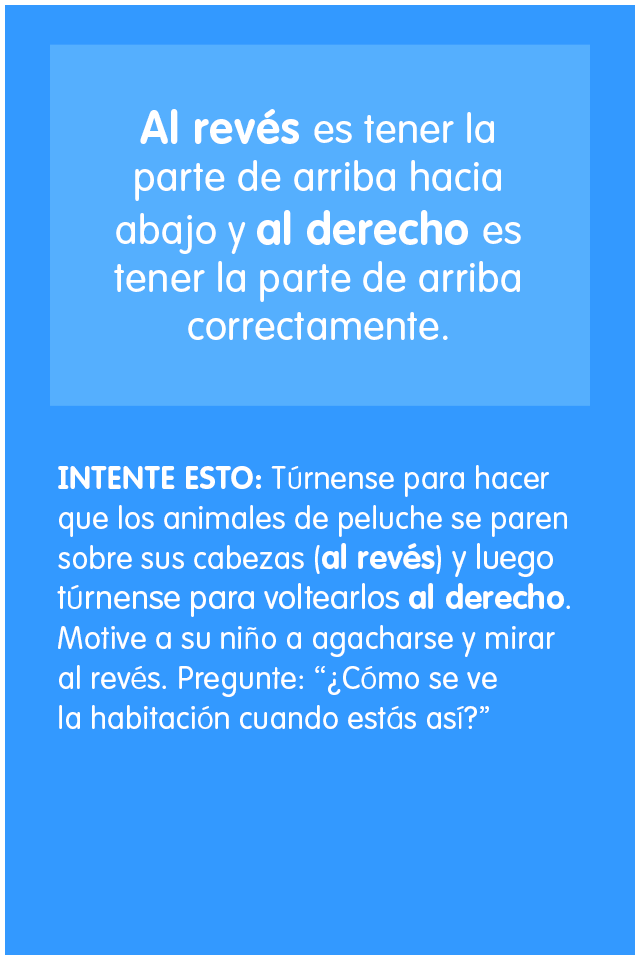 Al revés es tener la
parte de arriba hacia
abajo y al derecho es
tener la parte de arriba
correctamente.
INTENTE ESTO: Túrnense para hacer
que los animales de peluche se paren
sobre sus cabezas (al revés) y luego
túrnense para voltearlos al derecho.
Motive a su niño a agacharse y mirar
al revés. Pregunte: “¿Cómo se ve
la habitación cuando estás así?”